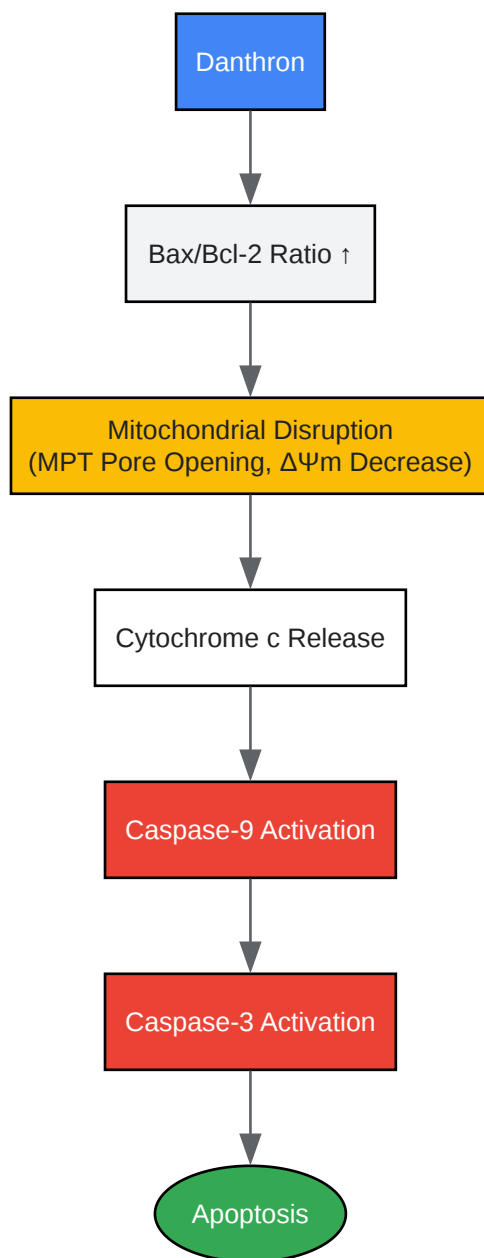 Danthron
Bax/Bcl-2 Ratio ↑
Mitochondrial Disruption
(MPT Pore Opening, ΔΨm Decrease)
Cytochrome c Release
Caspase-9 Activation
Caspase-3 Activation
Apoptosis